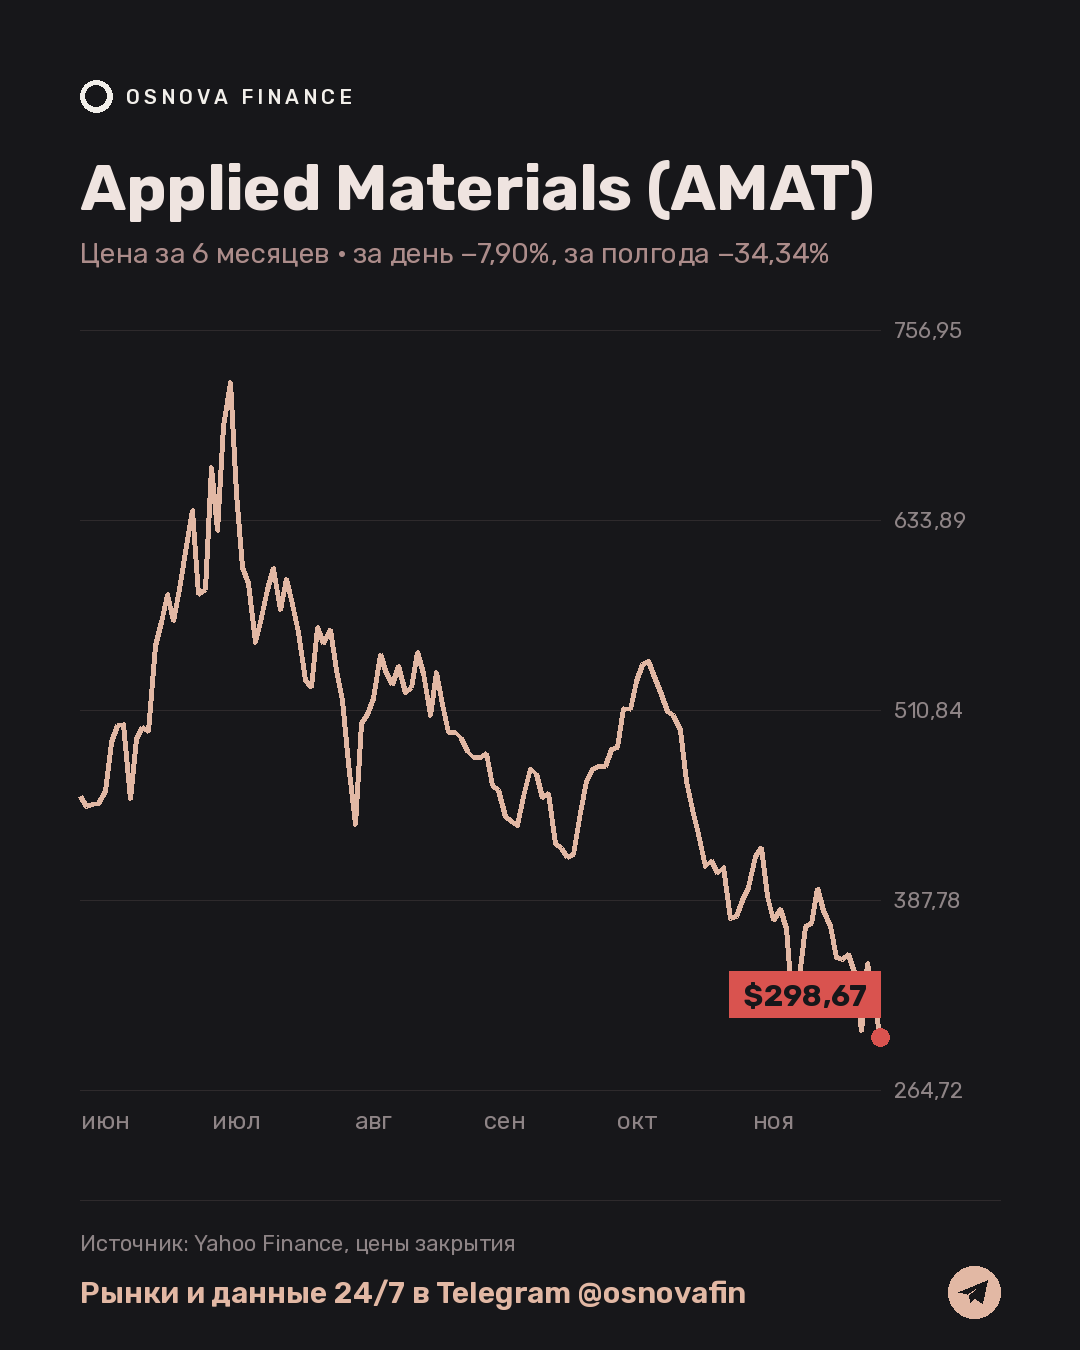 OSNOVA FINANCE
Applied Materials (AMAT)
Цена за 6 месяцев • за день −7,90%, за полгода −34,34%
756,95
633,89
510,84
387,78
$298,67
264,72
июн июл авг сен окт ноя
Источник: Yahoo Finance, цены закрытия
Рынки и данные 24/7 в Telegram @osnovafin